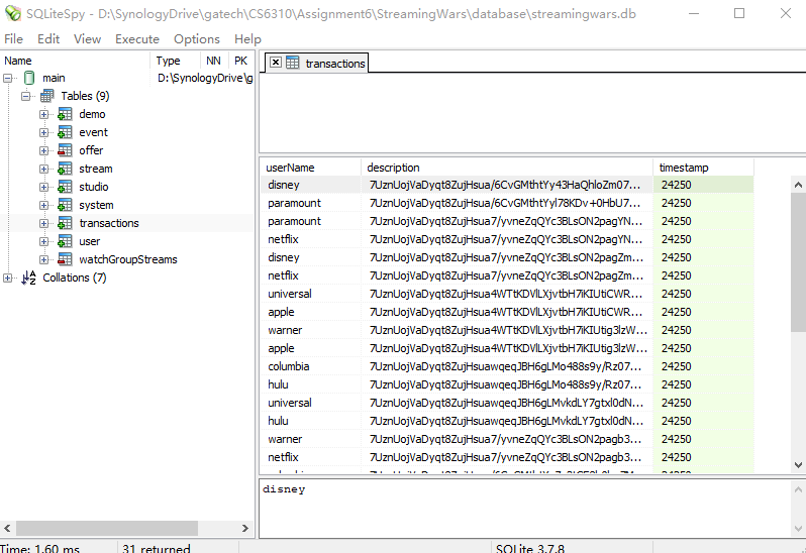 SQLiteSpy - D:\SynologyDrive\gatech\CS6310\Assignment6\StreamingWars\database\streamingwars.db
File Edit View Execute Options Help
Name Type NN PK
main D:\SynologyDrive\g
Tables (9)
demo
event
offer
stream
studio
system
transactions
user
watchGroupStreams
Collations (7)
transactions
userName description timestamp
disney 7UznUojVaDyqt8ZujHsua/6CvGMthtYy43HaQhloZm07... 24250
paramount 7UznUojVaDyqt8ZujHsua/6CvGMthtYyl78KDv+0HbU7... 24250
paramount 7UznUojVaDyqt8ZujHsua7/yvneZqQYc3BLsON2pagYN... 24250
netflix 7UznUojVaDyqt8ZujHsua7/yvneZqQYc3BLsON2pagYN... 24250
disney 7UznUojVaDyqt8ZujHsua7/yvneZqQYc3BLsON2pagZm... 24250
netflix 7UznUojVaDyqt8ZujHsua7/yvneZqQYc3BLsON2pagZm... 24250
universal 7UznUojVaDyqt8ZujHsua4WTtKDVlLXjvtbH7iKIUtiCWR... 24250
apple 7UznUojVaDyqt8ZujHsua4WTtKDVlLXjvtbH7iKIUtiCWR... 24250
warner 7UznUojVaDyqt8ZujHsua4WTtKDVlLXjvtbH7iKIUtig3lzW... 24250
apple 7UznUojVaDyqt8ZujHsua4WTtKDVlLXjvtbH7iKIUtig3lzW... 24250
columbia 7UznUojVaDyqt8ZujHsuawqeqJBH6gLMo488s9y/Rz07... 24250
hulu 7UznUojVaDyqt8ZujHsuawqeqJBH6gLMo488s9y/Rz07... 24250
universal 7UznUojVaDyqt8ZujHsuawqeqJBH6gLMvkdLY7gtxl0dN... 24250
hulu 7UznUojVaDyqt8ZujHsuawqeqJBH6gLMvkdLY7gtxl0dN... 24250
warner 7UznUojVaDyqt8ZujHsua7/yvneZqQYc3BLsON2pagb3... 24250
netflix 7UznUojVaDyqt8ZujHsua7/yvneZqQYc3BLsON2pagb3... 24250
disney
Time: 1.60 ms 31 returned SQLite 3.7.8